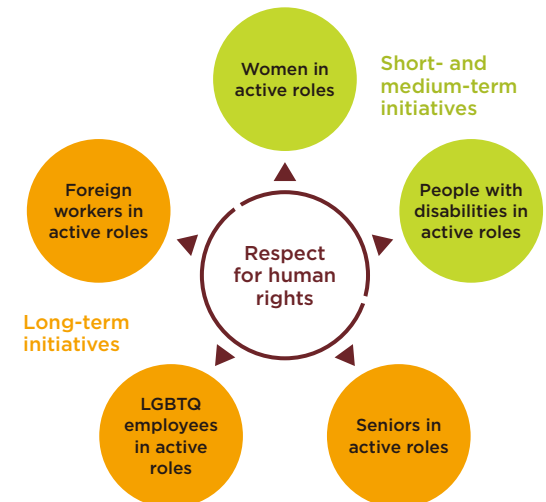 Women in
active roles
Short- and
medium-term
initiatives
Foreign
workers in
active roles
People with
disabilities in
active roles
Respect
for human
rights
Long-term
initiatives
LGBTQ
employees
in active
roles
Seniors in
active roles